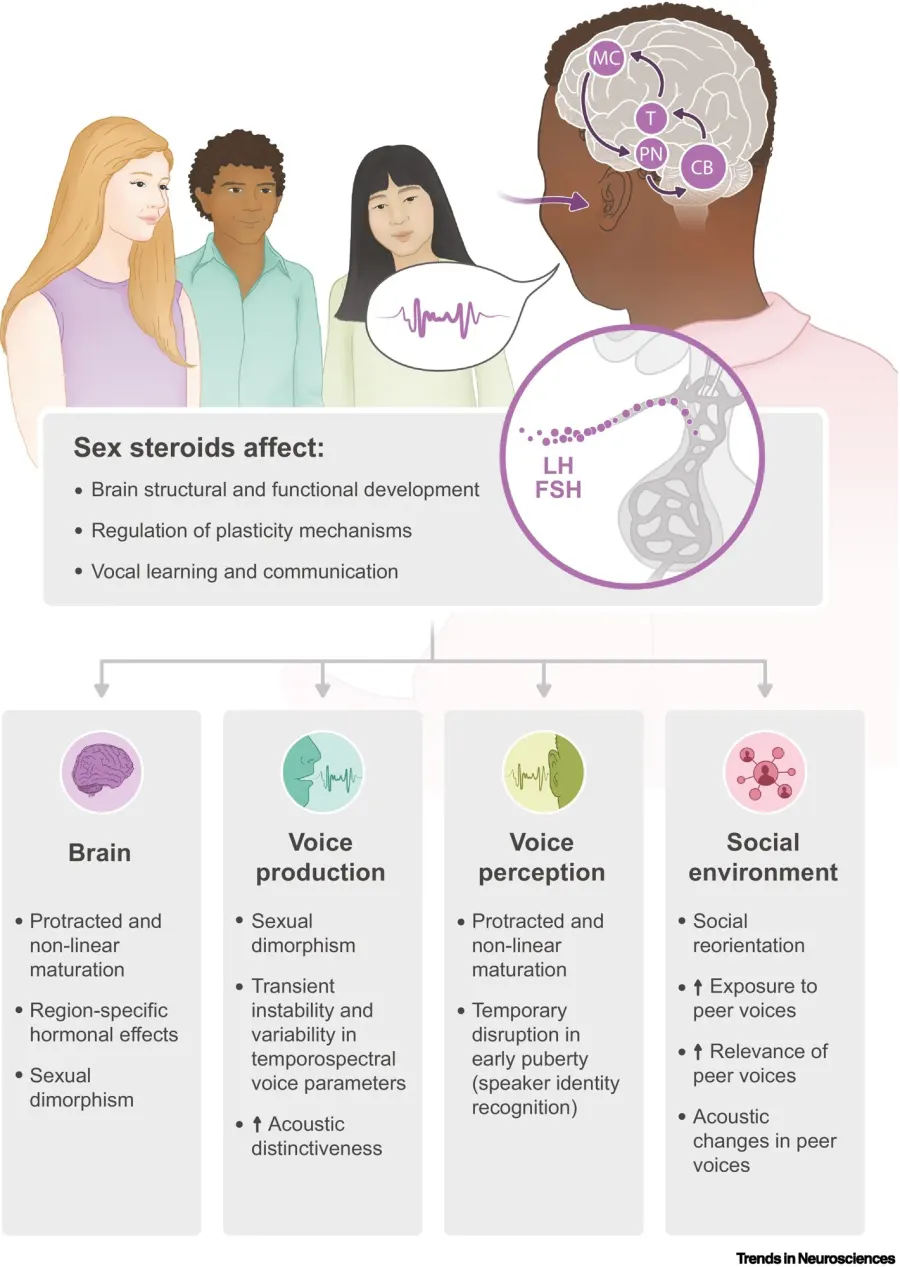 MC
T
PN
CB
Sex steroids affect:
• Brain structural and functional development
• Regulation of plasticity mechanisms
• Vocal learning and communication
LH
FSH
Brain
• Protracted and
non-linear
maturation
• Region-specific
hormonal effects
• Sexual
dimorphism
Voice
production
• Sexual
dimorphism
• Transient
instability and
variability in
temporospectral
voice parameters
• ↑ Acoustic
distinctiveness
Voice
perception
• Protracted and
non-linear
maturation
• Temporary
disruption in
early puberty
(speaker identity
recognition)
Social
environment
• Social
reorientation
• ↑ Exposure to
peer voices
• ↑ Relevance of
peer voices
• Acoustic
changes in peer
voices
Trends in Neurosciences